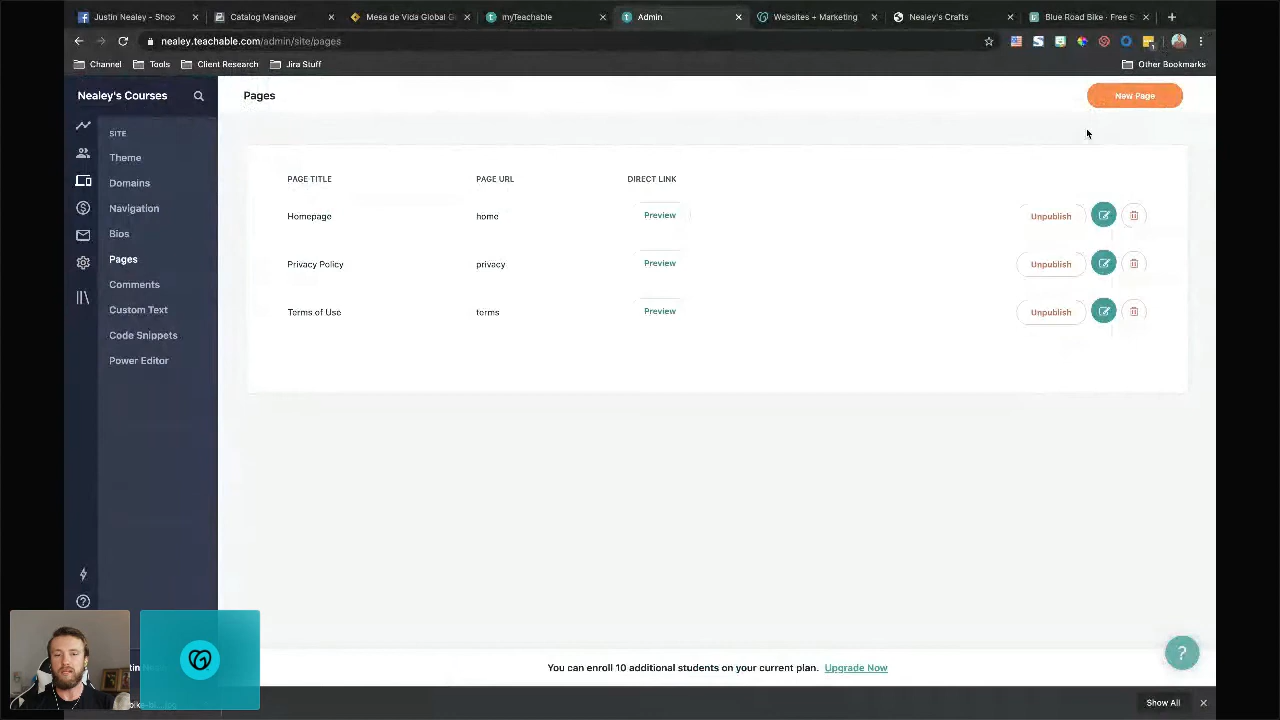 Justin Nealey - Shop
Catalog Manager
Mesa de Vida Global G
myTeachable
Admin
Websites + Marketing
Nealey's Crafts
Blue Road Bike · Free S
nealey.teachable.com/admin/site/pages
Channel
Tools
Client Research
Jira Stuff
Other Bookmarks
Nealey's Courses
Pages
New Page
SITE
Theme
Domains
Navigation
Bios
Pages
Comments
Custom Text
Code Snippets
Power Editor
PAGE TITLE
PAGE URL
DIRECT LINK
Homepage
home
Preview
Unpublish
Privacy Policy
privacy
Preview
Unpublish
Terms of Use
terms
Preview
Unpublish
You can enroll 10 additional students on your current plan. Upgrade Now
?
Show All